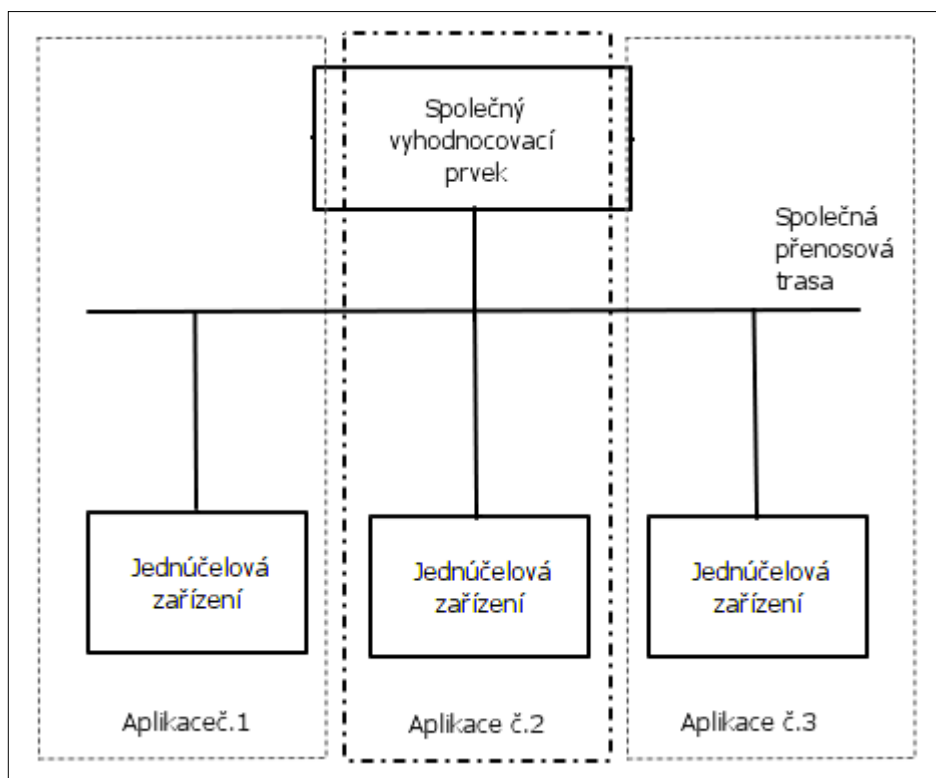 Společný
vyhodnocovací
prvek
Společná
přenosová
trasa
Jednúčelová
zařízení
Jednúčelová
zařízení
Jednúčelová
zařízení
Aplikaceč.1
Aplikace č.2
Aplikace č.3